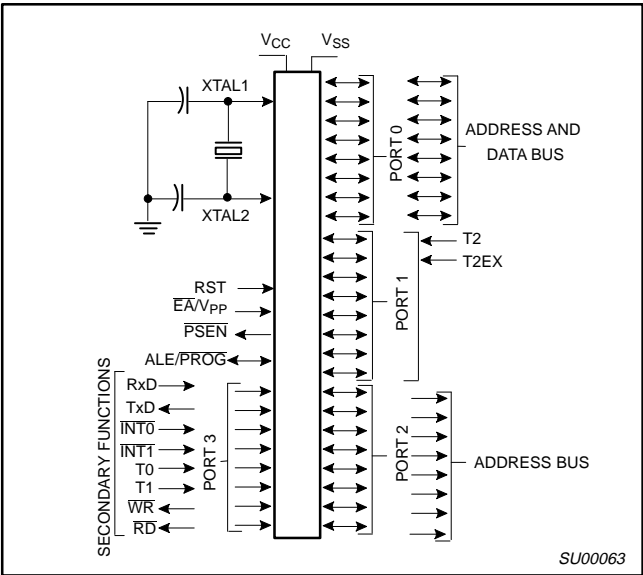 VCC
VSS
XTAL1
XTAL2
PORT 0
ADDRESS AND
DATA BUS
T2
T2EX
PORT 1
RST
EA/VPP
PSEN
ALE/PROG
SECONDARY FUNCTIONS
RxD
TxD
INT0
INT1
T0
T1
WR
RD
PORT 3
PORT 2
ADDRESS BUS
SU00063